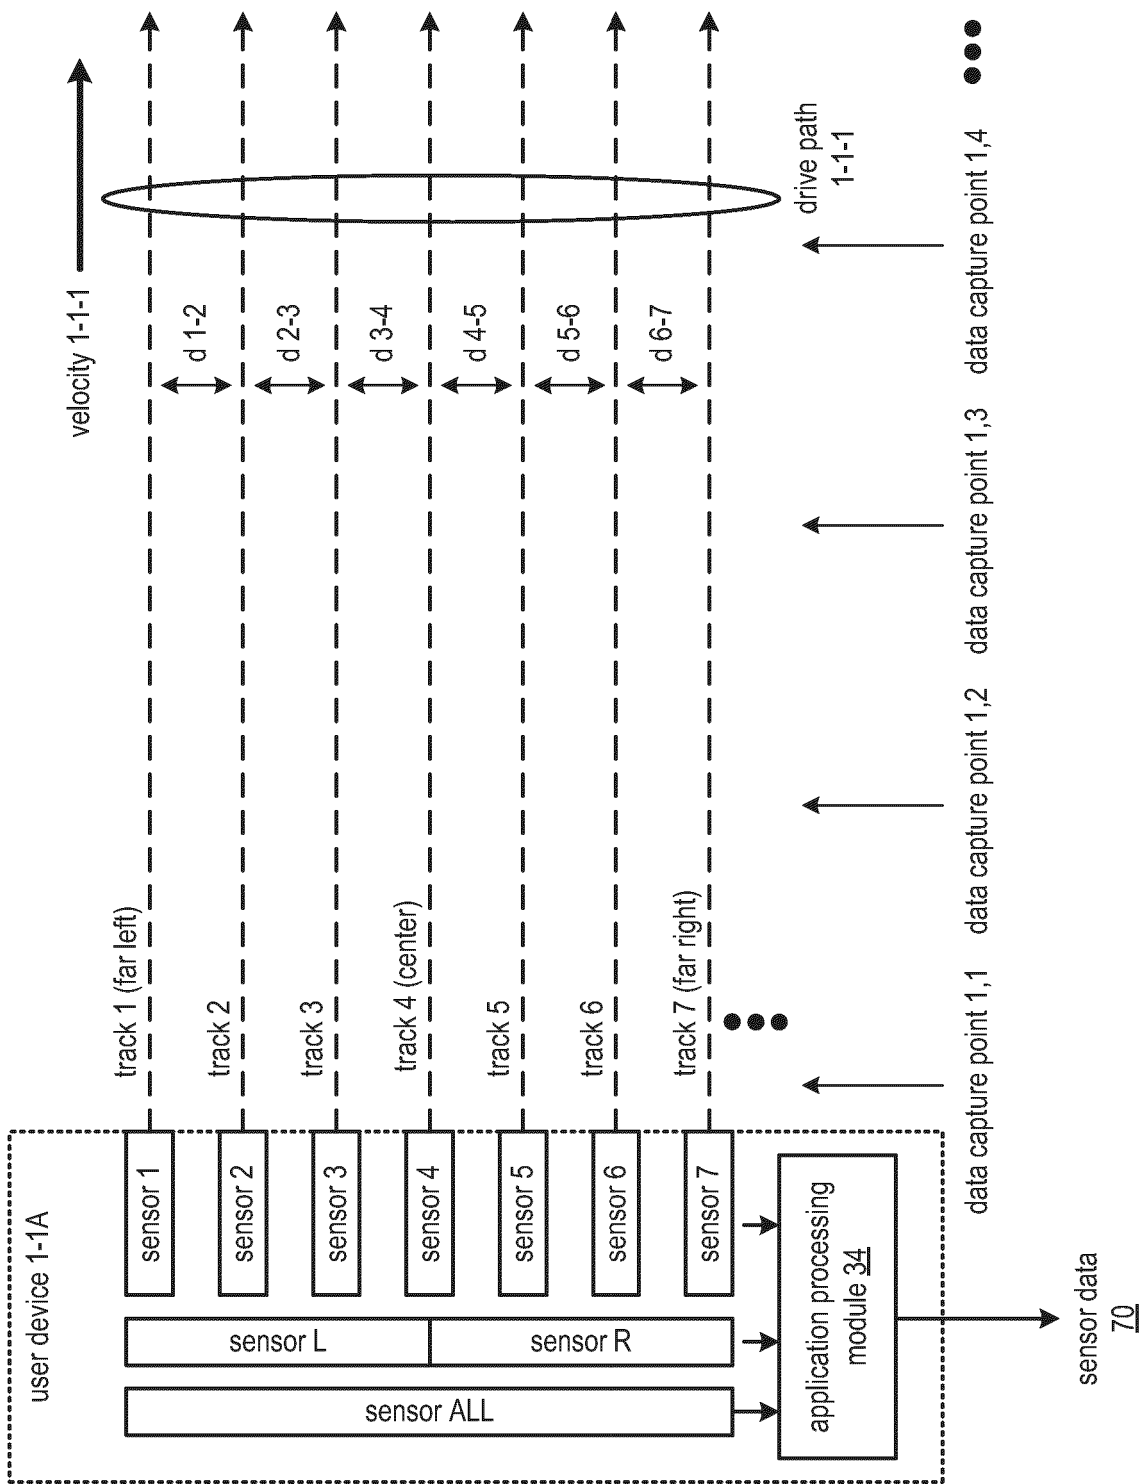 velocity 1-1-1
user device 1-1A
sensor ALL
sensor L
sensor R
sensor 1
sensor 2
sensor 3
sensor 4
sensor 5
sensor 6
sensor 7
track 1 (far left)
track 2
track 3
track 4 (center)
track 5
track 6
track 7 (far right)
d 1-2
d 2-3
d 3-4
d 4-5
d 5-6
d 6-7
drive path
1-1-1
application processing
module 34
data capture point 1,1
data capture point 1,2
data capture point 1,3
data capture point 1,4
sensor data
70